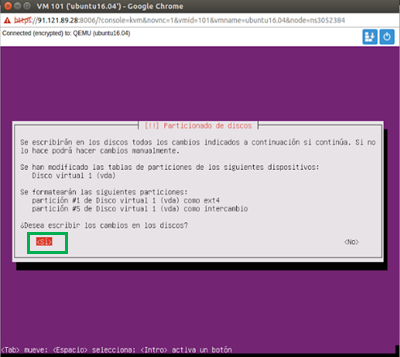 VM 101 ('ubuntu16.04') - Google Chrome
https://91.121.89.28:8006/?console=kvm&novnc=1&vmid=101&vmname=ubuntu16.04&node=ns3052384
Connected (encrypted) to: QEMU (ubuntu16.04)
[!!] Particionado de discos
Se escribirán en los discos todos los cambios indicados a continuación si continúa. Si no
lo hace podrá hacer cambios manualmente.
Se han modificado las tablas de particiones de los siguientes dispositivos:
Disco virtual 1 (vda)
Se formatearán las siguientes particiones:
partición #1 de Disco virtual 1 (vda) como ext4
partición #5 de Disco virtual 1 (vda) como intercambio
¿Desea escribir los cambios en los discos?
<Sí> <No>
<Tab> mueve; <Espacio> selecciona; <Intro> activa un botón